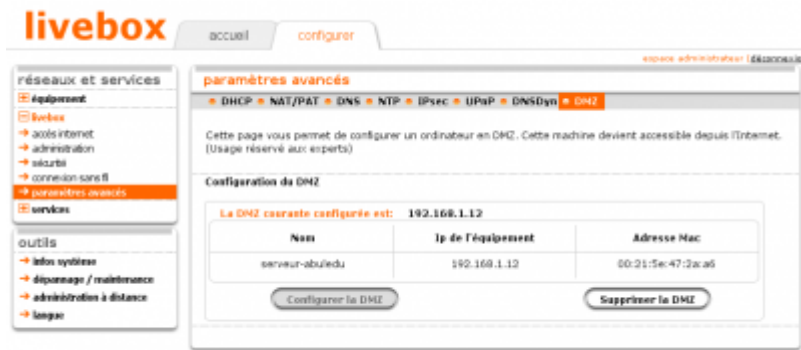 livebox
accueil
configurer
espace administrateur (déconnexio
réseaux et services
équipement
livebox
accès internet
administration
sécurité
connexion sans fil
paramètres avancés
services
outils
infos système
dépannage / maintenance
administration à distance
langue
paramètres avancés
DHCP NAT/PAT DNS NTP IPsec UPnP DNSDyn DMZ
Cette page vous permet de configurer un ordinateur en DMZ. Cette machine devient accessible depuis l'Internet.
(Usage réservé aux experts)
Configuration du DMZ
La DMZ courante configurée est: 192.168.1.12
Nom Ip de l'équipement Adresse Mac
serveur-abuledu 192.168.1.12 00:21:5e:47:2a:a6
Configurer la DMZ Supprimer la DMZ